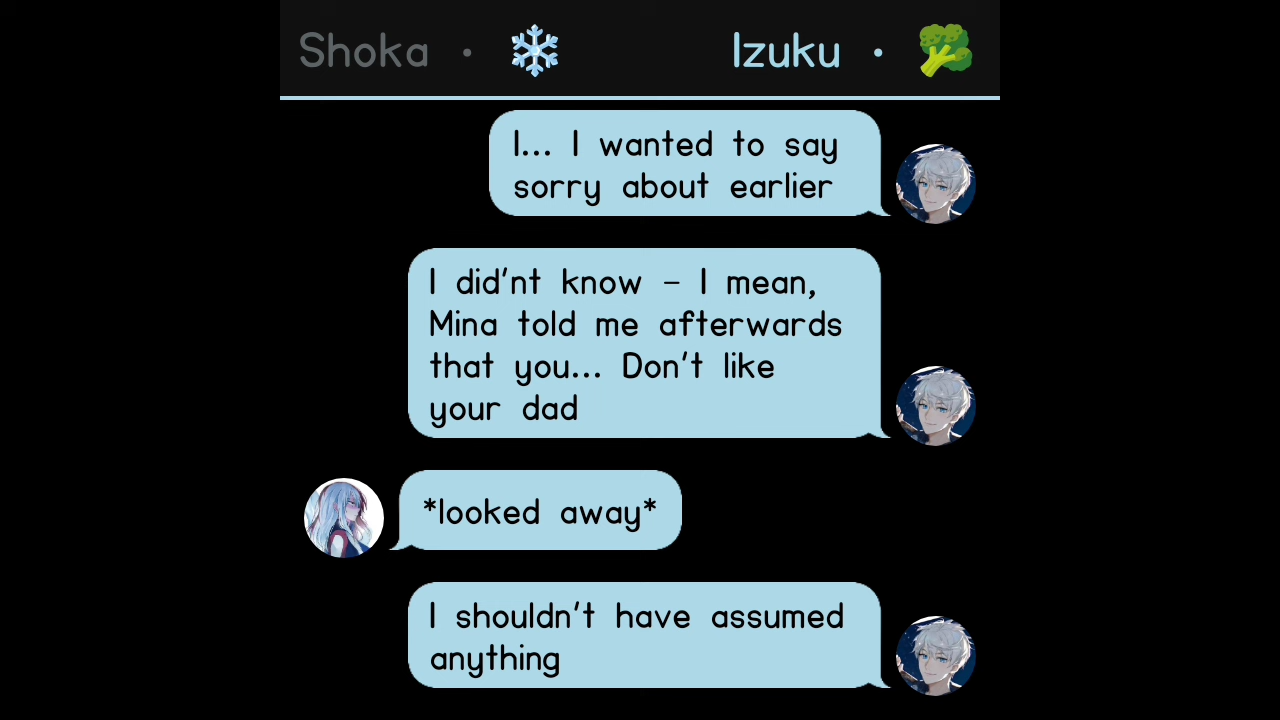 Shoka • ❄️ Izuku • 🥦
I... I wanted to say
sorry about earlier
I did'nt know - I mean,
Mina told me afterwards
that you... Don't like
your dad
*looked away*
I shouldn't have assumed
anything